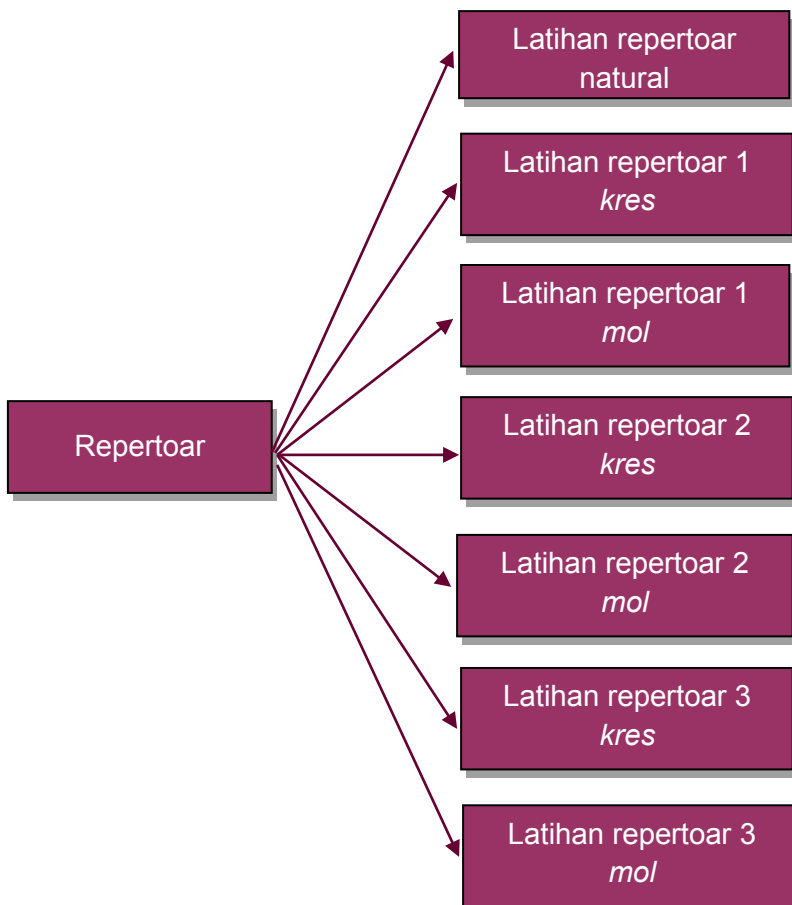 Latihan repertoar
natural
Latihan repertoar 1
kres
Latihan repertoar 1
mol
Repertoar
Latihan repertoar 2
kres
Latihan repertoar 2
mol
Latihan repertoar 3
kres
Latihan repertoar 3
mol